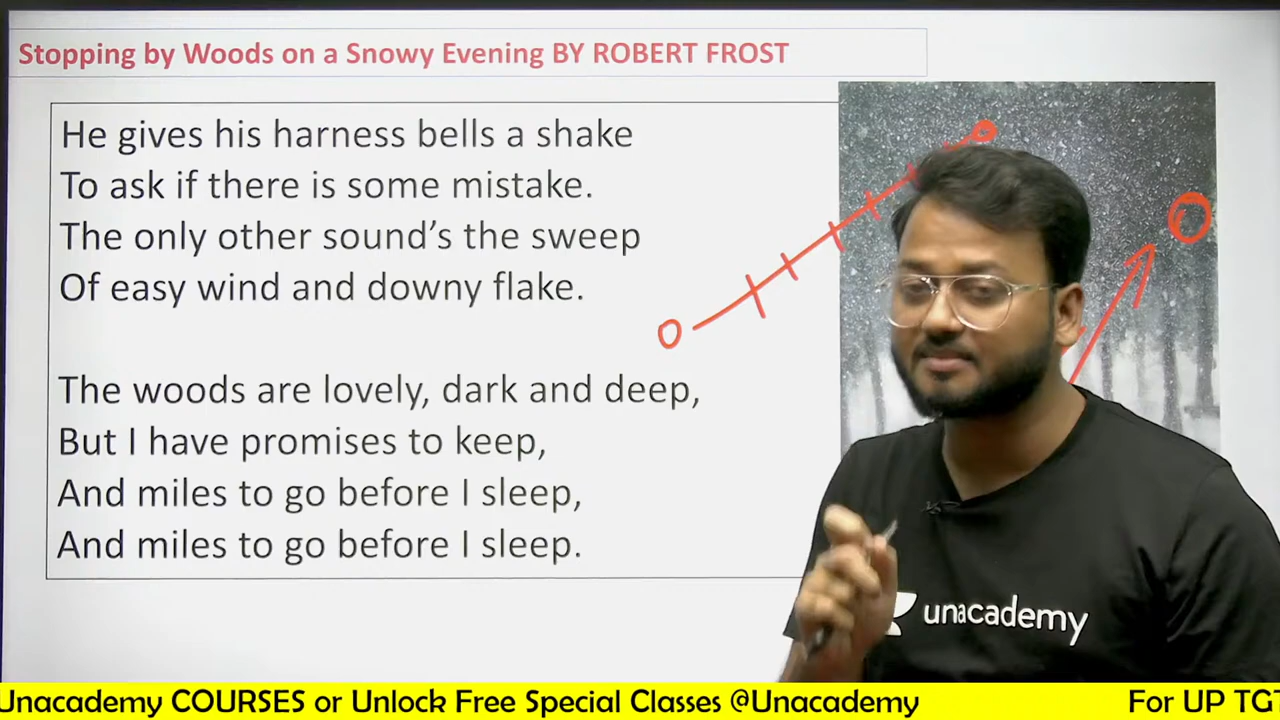 Stopping by Woods on a Snowy Evening BY ROBERT FROST
He gives his harness bells a shake
To ask if there is some mistake.
The only other sound’s the sweep
Of easy wind and downy flake.
The woods are lovely, dark and deep,
But I have promises to keep,
And miles to go before I sleep,
And miles to go before I sleep.
unacademy
Unacademy COURSES or Unlock Free Special Classes @Unacademy For UP TGT